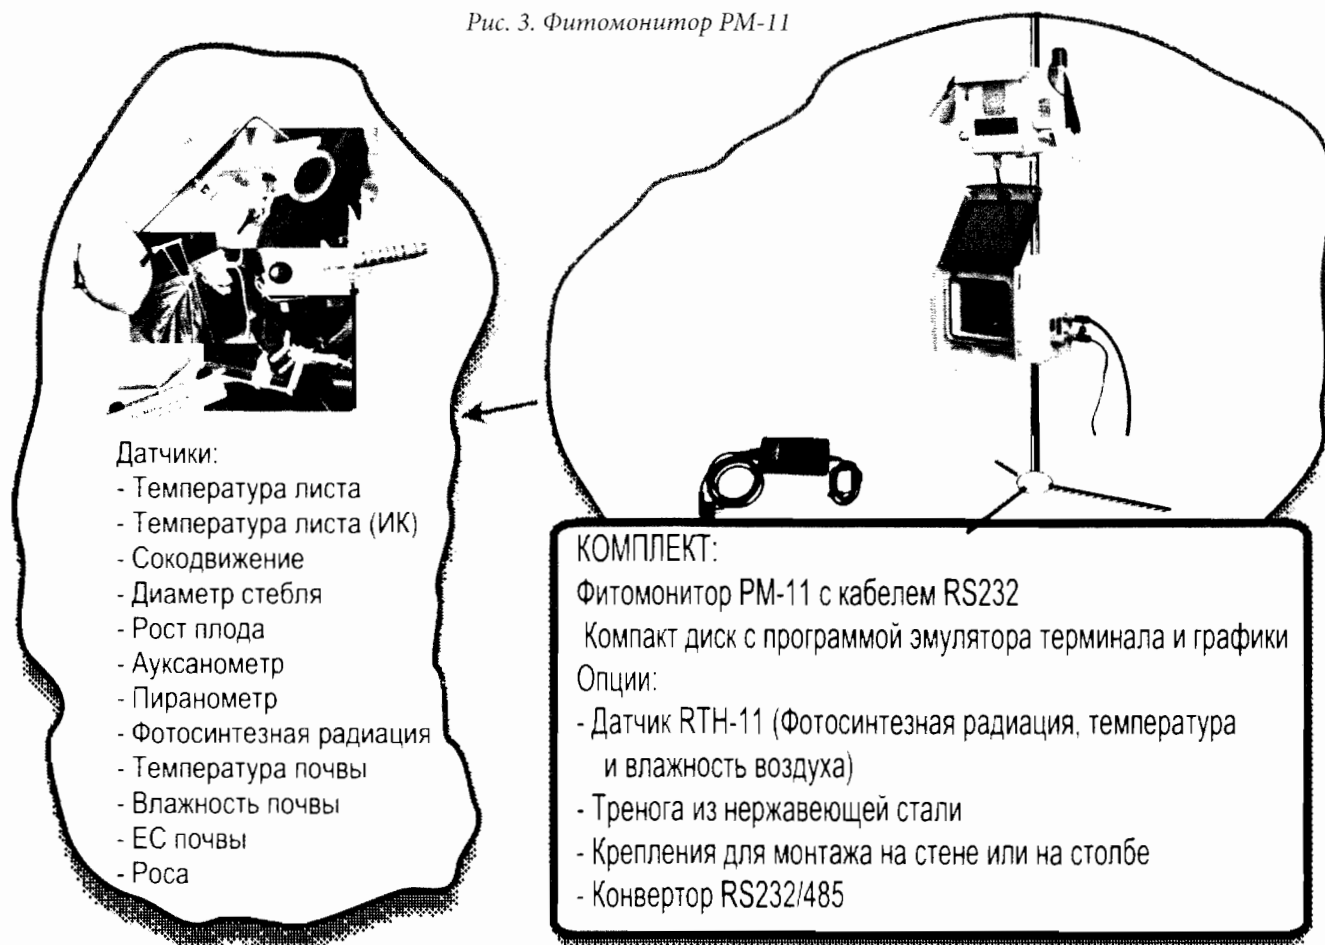 Рис. 3. Фитомонитор РМ-11
Датчики:
- Температура листа
- Температура листа (ИК)
- Сокодвижение
- Диаметр стебля
- Рост плода
- Ауксанометр
- Пиранометр
- Фотосинтезная радиация
- Температура почвы
- Влажность почвы
- ЕС почвы
- Роса
КОМПЛЕКТ:
Фитомонитор РМ-11 с кабелем RS232
Компакт диск с программой эмулятора терминала и графики
Опции:
- Датчик RTH-11 (Фотосинтезная радиация, температура
и влажность воздуха)
- Тренога из нержавеющей стали
- Крепления для монтажа на стене или на столбе
- Конвертор RS232/485